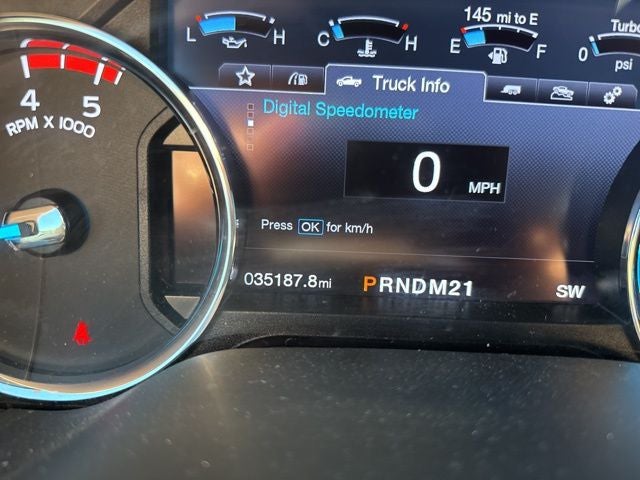 145 mi to E
Turbo
L H C H E F 0
psi
Truck Info
Digital Speedometer
4 5
RPM X 1000
0 MPH
Press OK for km/h
035187.8mi PRNDM21 SW